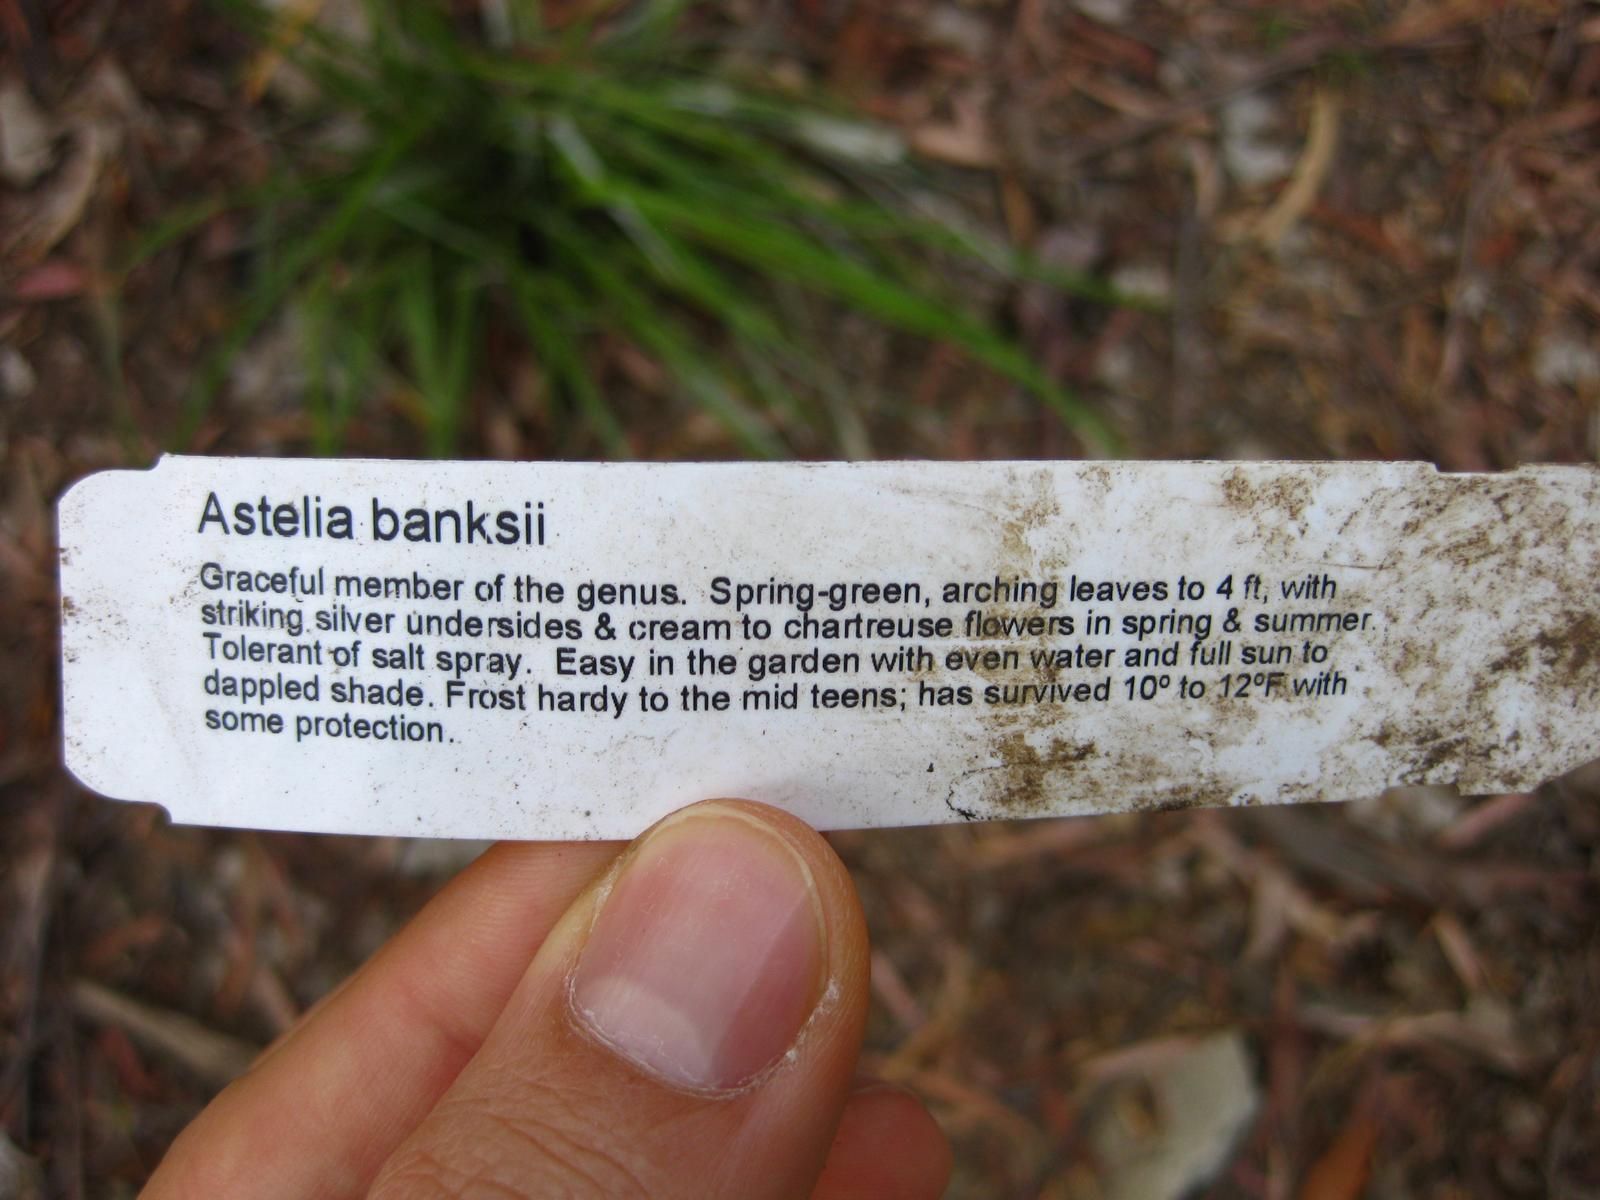 Astelia banksii
Graceful member of the genus. Spring-green, arching leaves to 4 ft, with
striking silver undersides & cream to chartreuse flowers in spring & summer.
Tolerant of salt spray. Easy in the garden with even water and full sun to
dappled shade. Frost hardy to the mid teens; has survived 10º to 12ºF with
some protection.